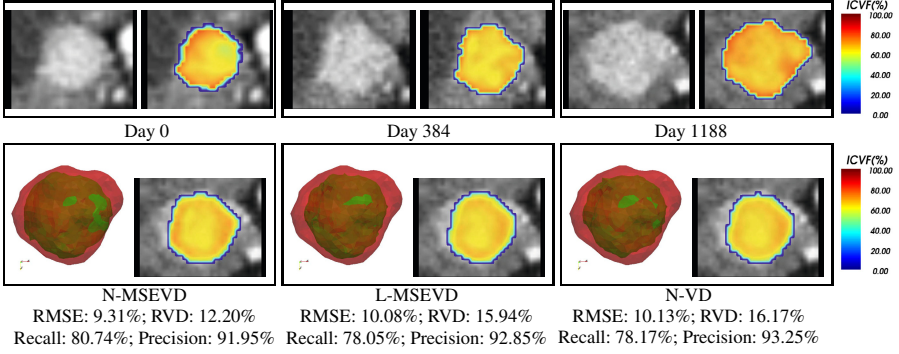 ICVF(%)
100.00
80.00
60.00
40.00
20.00
0.00
Day 0
Day 384
Day 1188
ICVF(%)
100.00
80.00
60.00
40.00
20.00
0.00
N-MSEVD
L-MSEVD
N-VD
RMSE: 9.31%; RVD: 12.20%
RMSE: 10.08%; RVD: 15.94%
RMSE: 10.13%; RVD: 16.17%
Recall: 80.74%; Precision: 91.95%
Recall: 78.05%; Precision: 92.85%
Recall: 78.17%; Precision: 93.25%